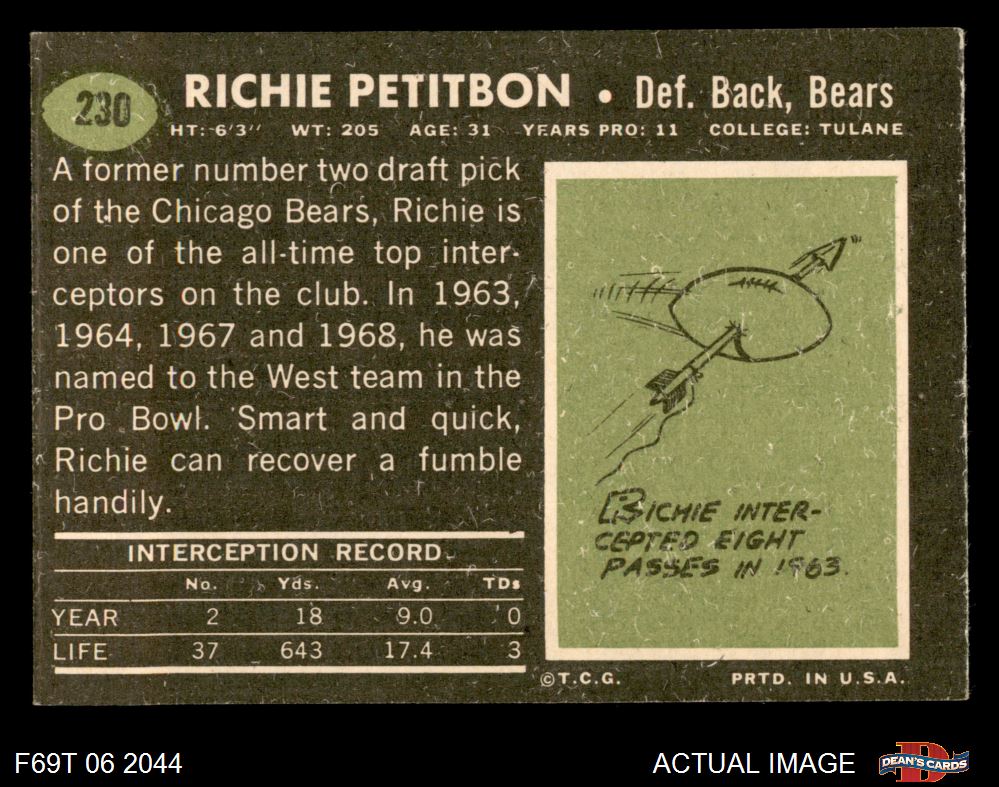 230
RICHIE PETITBON • Def. Back, Bears
HT: 6'3" WT: 205 AGE: 31 YEARS PRO: 11 COLLEGE: TULANE
A former number two draft pick
of the Chicago Bears, Richie is
one of the all-time top inter-
ceptors on the club. In 1963,
1964, 1967 and 1968, he was
named to the West team in the
Pro Bowl. Smart and quick,
Richie can recover a fumble
handily.
INTERCEPTION RECORD
No. Yds. Avg. TDs
YEAR 2 18 9.0 0
LIFE 37 643 17.4 3
RICHIE INTER-
CEPTED EIGHT
PASSES IN 1963.
©T.C.G. PRTD. IN U.S.A.
F69T 06 2044 ACTUAL IMAGE DEAN'S CARDS